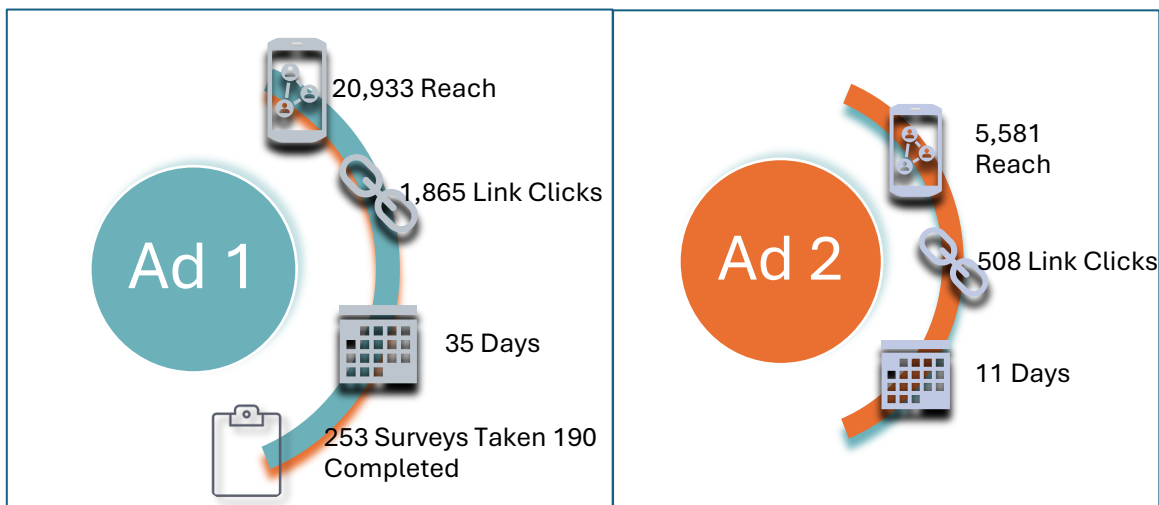 Ad 1
20,933 Reach
1,865 Link Clicks
35 Days
253 Surveys Taken 190
Completed
Ad 2
5,581
Reach
508 Link Clicks
11 Days